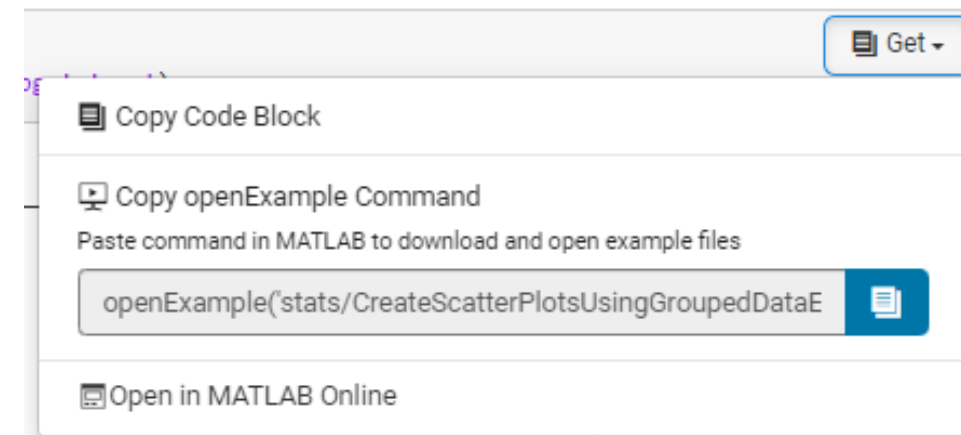 Get
Copy Code Block
Copy openExample Command
Paste command in MATLAB to download and open example files
openExample('stats/CreateScatterPlotsUsingGroupedDataE
Open in MATLAB Online